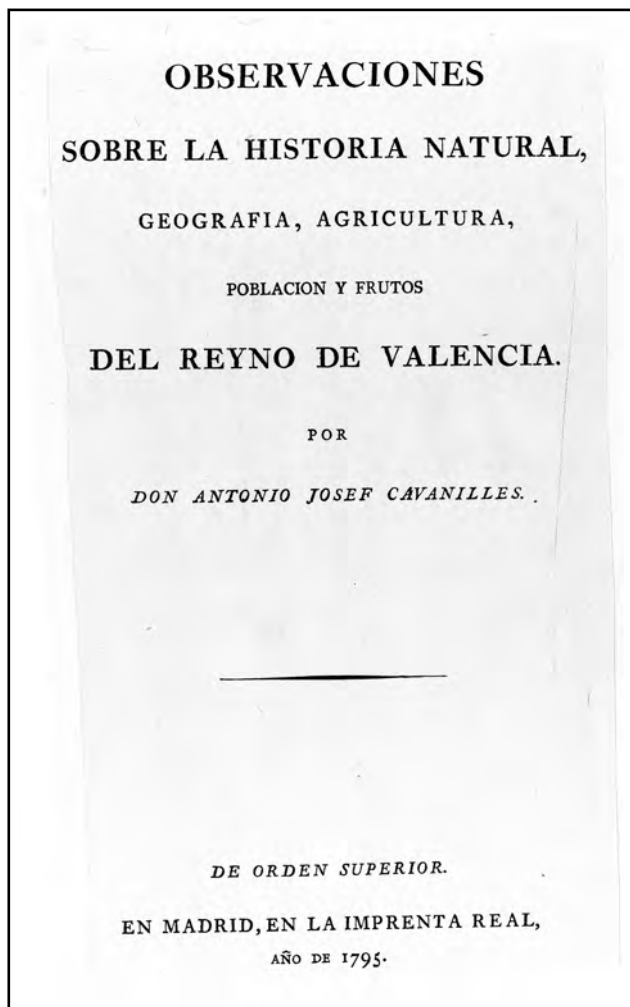 OBSERVACIONES
SOBRE LA HISTORIA NATURAL,
GEOGRAFIA, AGRICULTURA,
POBLACION Y FRUTOS
DEL REYNO DE VALENCIA.
POR
DON ANTONIO JOSEF CAVANILLES.
DE ORDEN SUPERIOR.
EN MADRID, EN LA IMPRENTA REAL,
AÑO DE 1795.